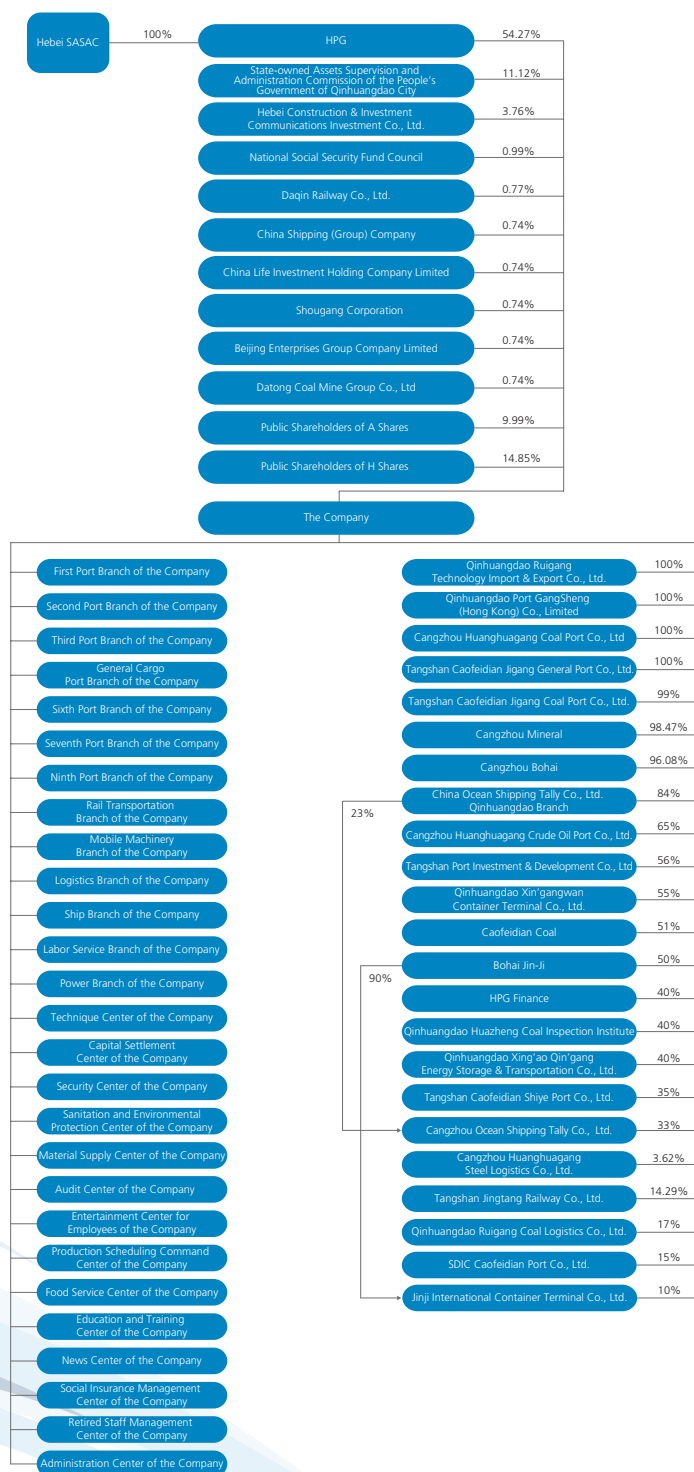 Hebei SASAC
100%
HPG
54.27%
State-owned Assets Supervision and
Administration Commission of the People's
Government of Qinhuangdao City
11.12%
Hebei Construction & Investment
Communications Investment Co., Ltd.
3.76%
National Social Security Fund Council
0.99%
Daqin Railway Co., Ltd.
0.77%
China Shipping (Group) Company
0.74%
China Life Investment Holding Company Limited
0.74%
Shougang Corporation
0.74%
Beijing Enterprises Group Company Limited
0.74%
Datong Coal Mine Group Co., Ltd
0.74%
Public Shareholders of A Shares
9.99%
Public Shareholders of H Shares
14.85%
The Company
First Port Branch of the Company
Second Port Branch of the Company
Third Port Branch of the Company
General Cargo
Port Branch of the Company
Sixth Port Branch of the Company
Seventh Port Branch of the Company
Ninth Port Branch of the Company
Rail Transportation
Branch of the Company
Mobile Machinery
Branch of the Company
Logistics Branch of the Company
Ship Branch of the Company
Labor Service Branch of the Company
Power Branch of the Company
Technique Center of the Company
Capital Settlement
Center of the Company
Security Center of the Company
Sanitation and Environmental
Protection Center of the Company
Material Supply Center of the Company
Audit Center of the Company
Entertainment Center for
Employees of the Company
Production Scheduling Command
Center of the Company
Food Service Center of the Company
Education and Training
Center of the Company
News Center of the Company
Social Insurance Management
Center of the Company
Retired Staff Management
Center of the Company
Administration Center of the Company
Qinhuangdao Ruigang
Technology Import & Export Co., Ltd.
100%
Qinhuangdao Port GangSheng
(Hong Kong) Co., Limited
100%
Cangzhou Huanghuagang Coal Port Co., Ltd
100%
Tangshan Caofeidian Jigang General Port Co., Ltd.
100%
Tangshan Caofeidian Jigang Coal Port Co., Ltd.
99%
Cangzhou Mineral
98.47%
Cangzhou Bohai
96.08%
China Ocean Shipping Tally Co., Ltd.
Qinhuangdao Branch
84%
23%
Cangzhou Huanghuagang Crude Oil Port Co., Ltd.
65%
Tangshan Port Investment & Development Co., Ltd
56%
Qinhuangdao Xin'gangwan
Container Terminal Co., Ltd.
55%
Caofeidian Coal
51%
Bohai Jin-Ji
50%
90%
HPG Finance
40%
Qinhuangdao Huazheng Coal Inspection Institute
40%
Qinhuangdao Xing'ao Qin'gang
Energy Storage & Transportation Co., Ltd.
40%
Tangshan Caofeidian Shiye Port Co., Ltd.
35%
Cangzhou Ocean Shipping Tally Co., Ltd.
33%
Cangzhou Huanghuagang
Steel Logistics Co., Ltd.
3.62%
Tangshan Jingtang Railway Co., Ltd.
14.29%
Qinhuangdao Ruigang Coal Logistics Co., Ltd.
17%
SDIC Caofeidian Port Co., Ltd.
15%
Jinji International Container Terminal Co., Ltd.
10%